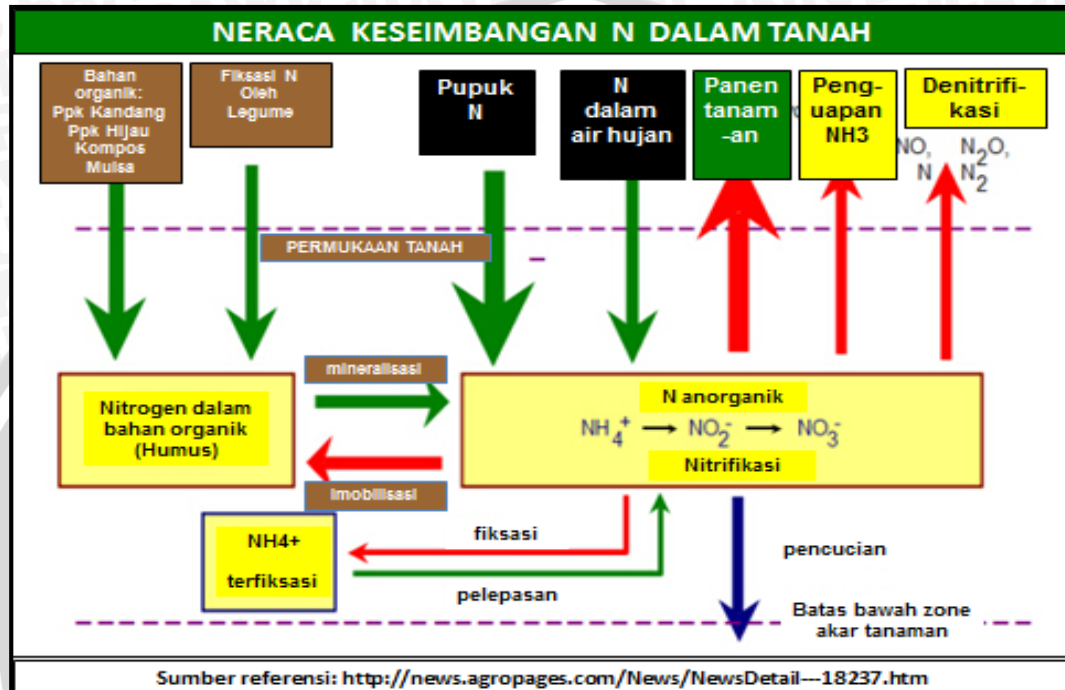 NERACA KESEIMBANGAN N DALAM TANAH
Bahan
organik:
Ppk Kandang
Ppk Hijau
Kompos
Mulsa
Fiksasi N
Oleh
Legume
Pupuk
N
N
dalam
air hujan
Panen
tanam
-an
Peng-
uapan
NH3
Denitrifi-
kasi
NO, N2O,
N N2
PERMUKAAN TANAH
mineralisasi
Nitrogen dalam
bahan organik
(Humus)
N anorganik
NH4+ → NO2- → NO3-
Nitrifikasi
imobilisasi
NH4+
terfiksasi
fiksasi
pelepasan
pencucian
Batas bawah zone
akar tanaman
Sumber referensi: http://news.agropages.com/News/NewsDetail---18237.htm